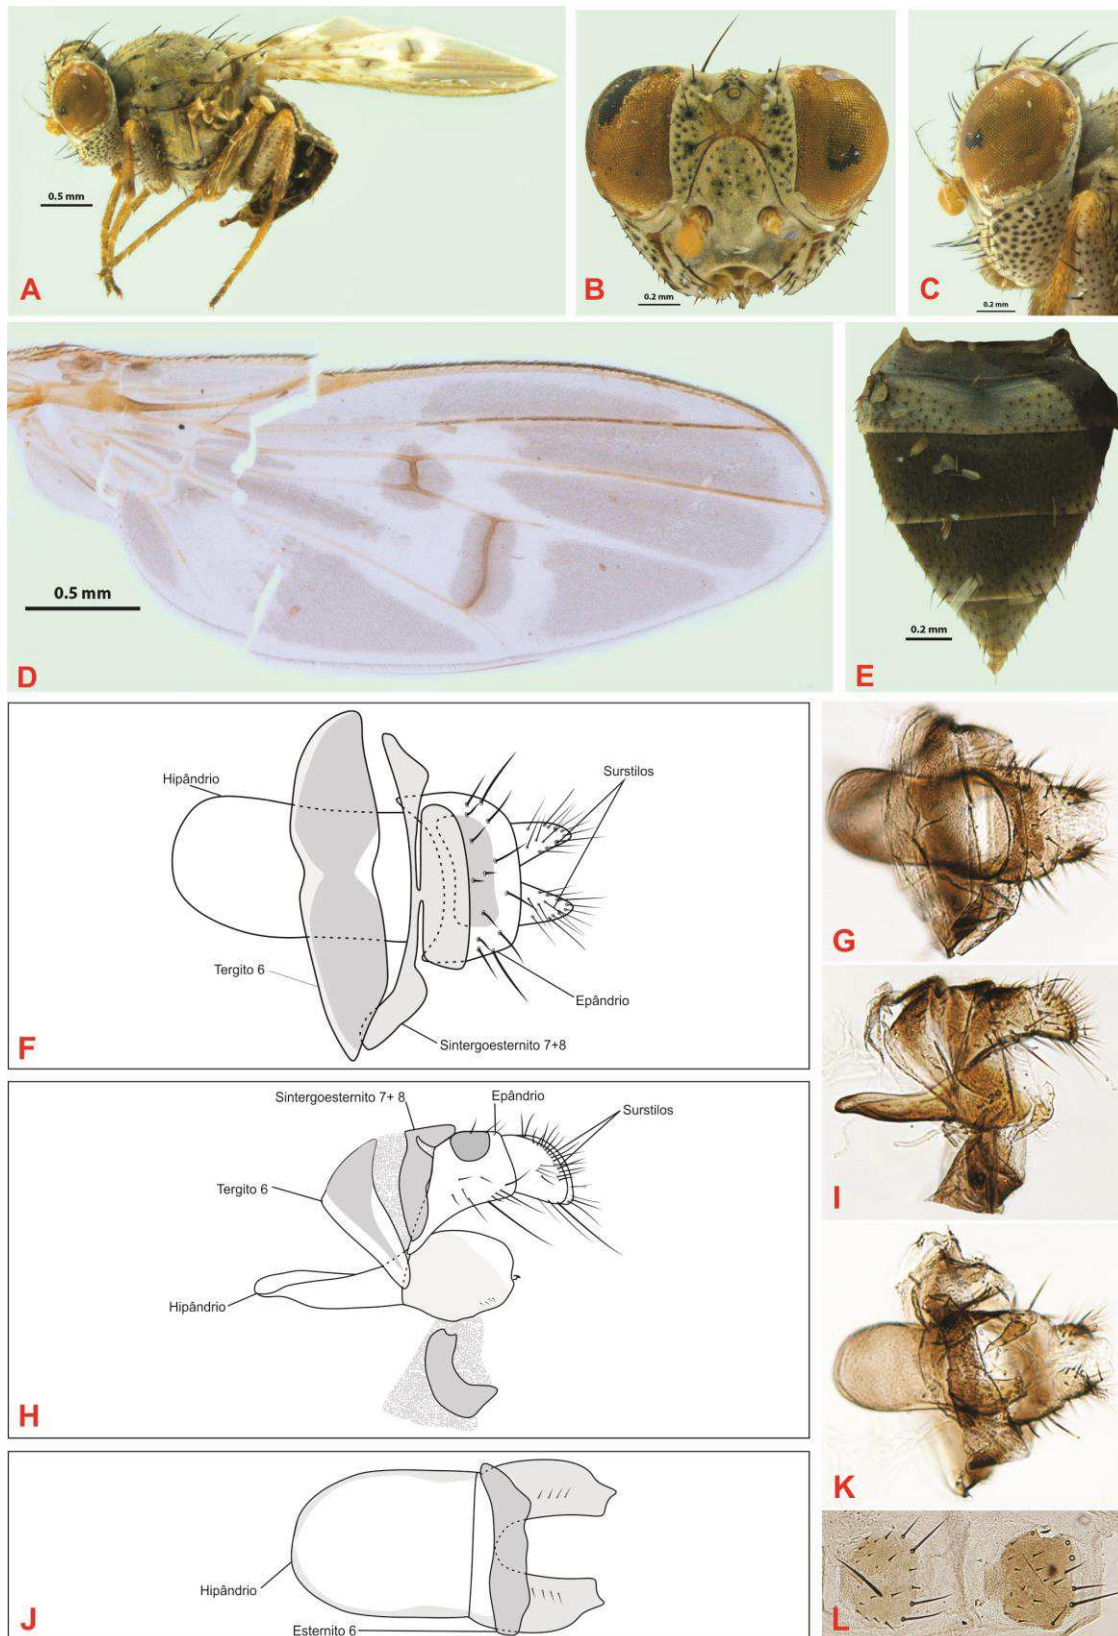 0.5 mm
A
0.2 mm
B
0.2 mm
C
0.5 mm
D
0.2 mm
E
Hipândrio
Surstilos
Tergito 6
Epândrio
Sintergoesternito 7+8
F
G
Sintergoesternito 7+ 8
Epândrio
Surstilos
Tergito 6
Hipândrio
H
I
Hipândrio
Esternito 6
J
K
L